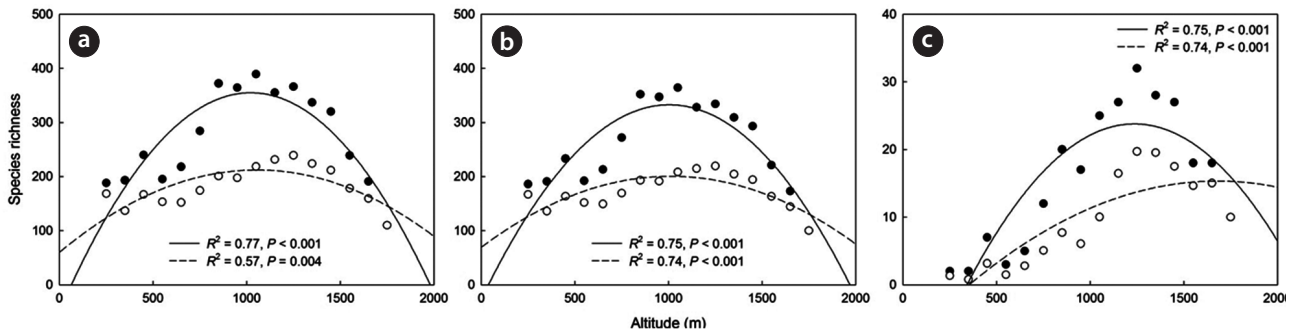 a
500
400
300
200
100
0
Species richness
R² = 0.77, P < 0.001
R² = 0.57, P = 0.004
0 500 1000 1500 2000
b
500
400
300
200
100
0
R² = 0.75, P < 0.001
R² = 0.74, P < 0.001
0 500 1000 1500 2000
Altitude (m)
c
40
30
20
10
0
R² = 0.75, P < 0.001
R² = 0.74, P < 0.001
0 500 1000 1500 2000